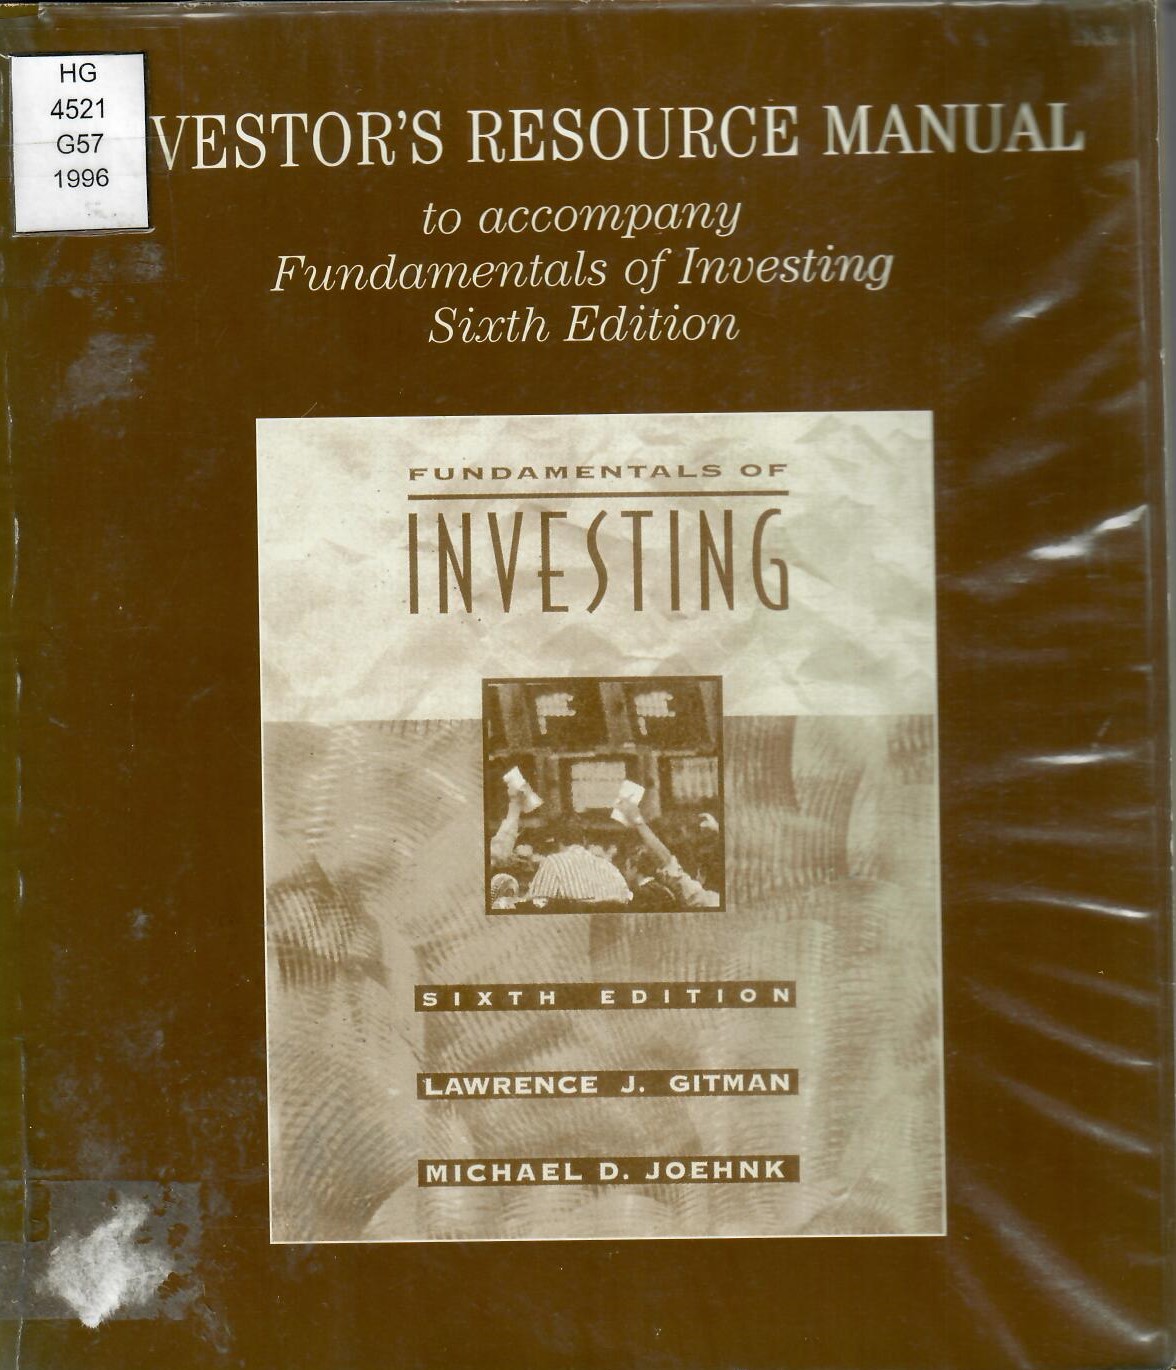 HG
4521
G57
1996
VESTOR'S RESOURCE MANUAL
to accompany
Fundamentals of Investing
Sixth Edition
FUNDAMENTALS OF
INVESTING
SIXTH EDITION
LAWRENCE J. GITMAN
MICHAEL D. JOEHNK